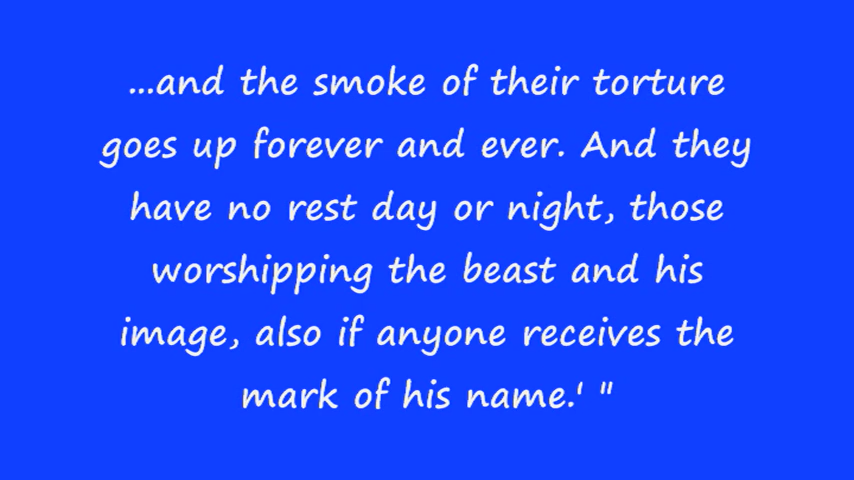 ...and the smoke of their torture
goes up forever and ever. And they
have no rest day or night, those
worshipping the beast and his
image, also if anyone receives the
mark of his name.' "